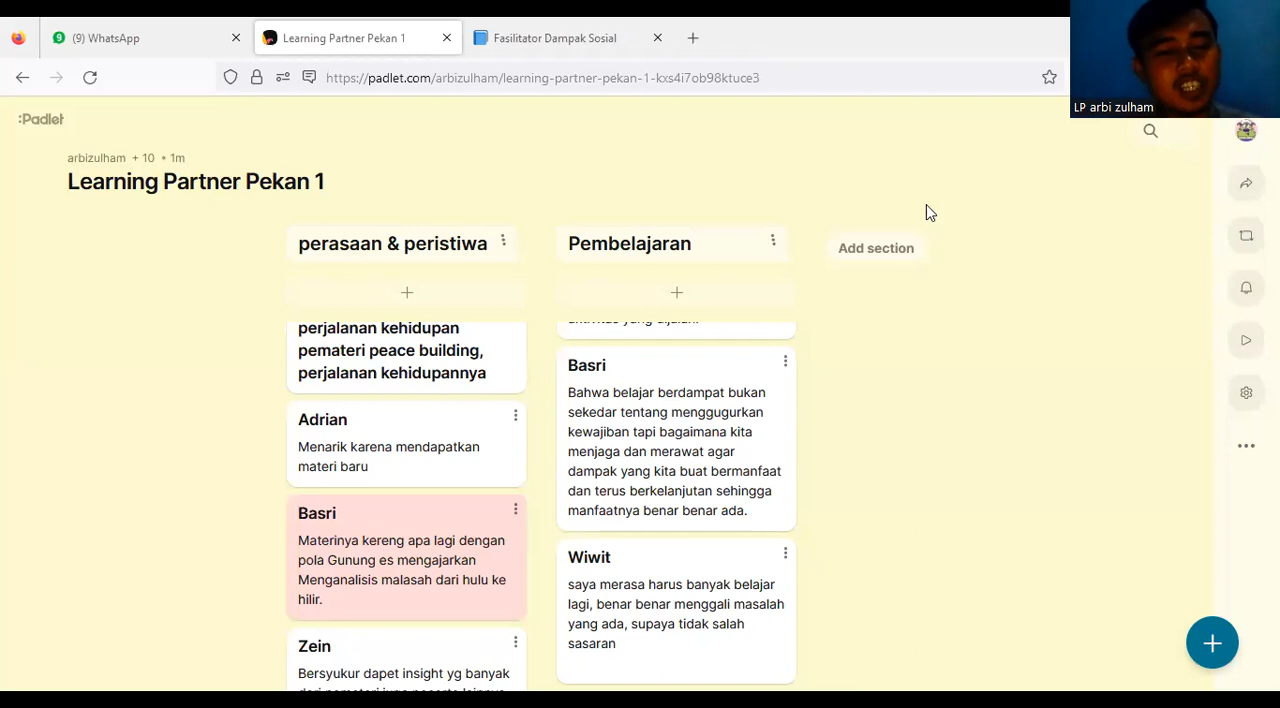 (9) WhatsApp
Learning Partner Pekan 1
Fasilitator Dampak Sosial
https://padlet.com/arbizulham/learning-partner-pekan-1-kxs4i7ob98ktuce3
LP arbi zulham
:Padlet
arbizulham + 10 • 1m
Learning Partner Pekan 1
perasaan & peristiwa
perjalanan kehidupan
pemateri peace building,
perjalanan kehidupannya
Adrian
Menarik karena mendapatkan
materi baru
Basri
Materinya kereng apa lagi dengan
pola Gunung es mengajarkan
Menganalisis malasah dari hulu ke
hilir.
Zein
Bersyukur dapet insight yg banyak
Pembelajaran
aktivitas yang dijalani.
Basri
Bahwa belajar berdampat bukan
sekedar tentang menggugurkan
kewajiban tapi bagaimana kita
menjaga dan merawat agar
dampak yang kita buat bermanfaat
dan terus berkelanjutan sehingga
manfaatnya benar benar ada.
Wiwit
saya merasa harus banyak belajar
lagi, benar benar menggali masalah
yang ada, supaya tidak salah
sasaran
Add section